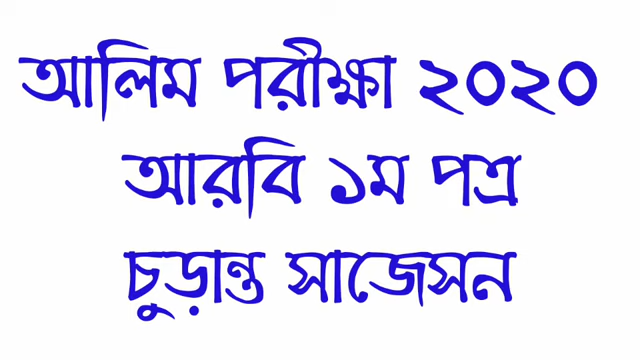 আলিম পরীক্ষা ২০২০
আরবি ১ম পত্র
চুড়ান্ত সাজেসন